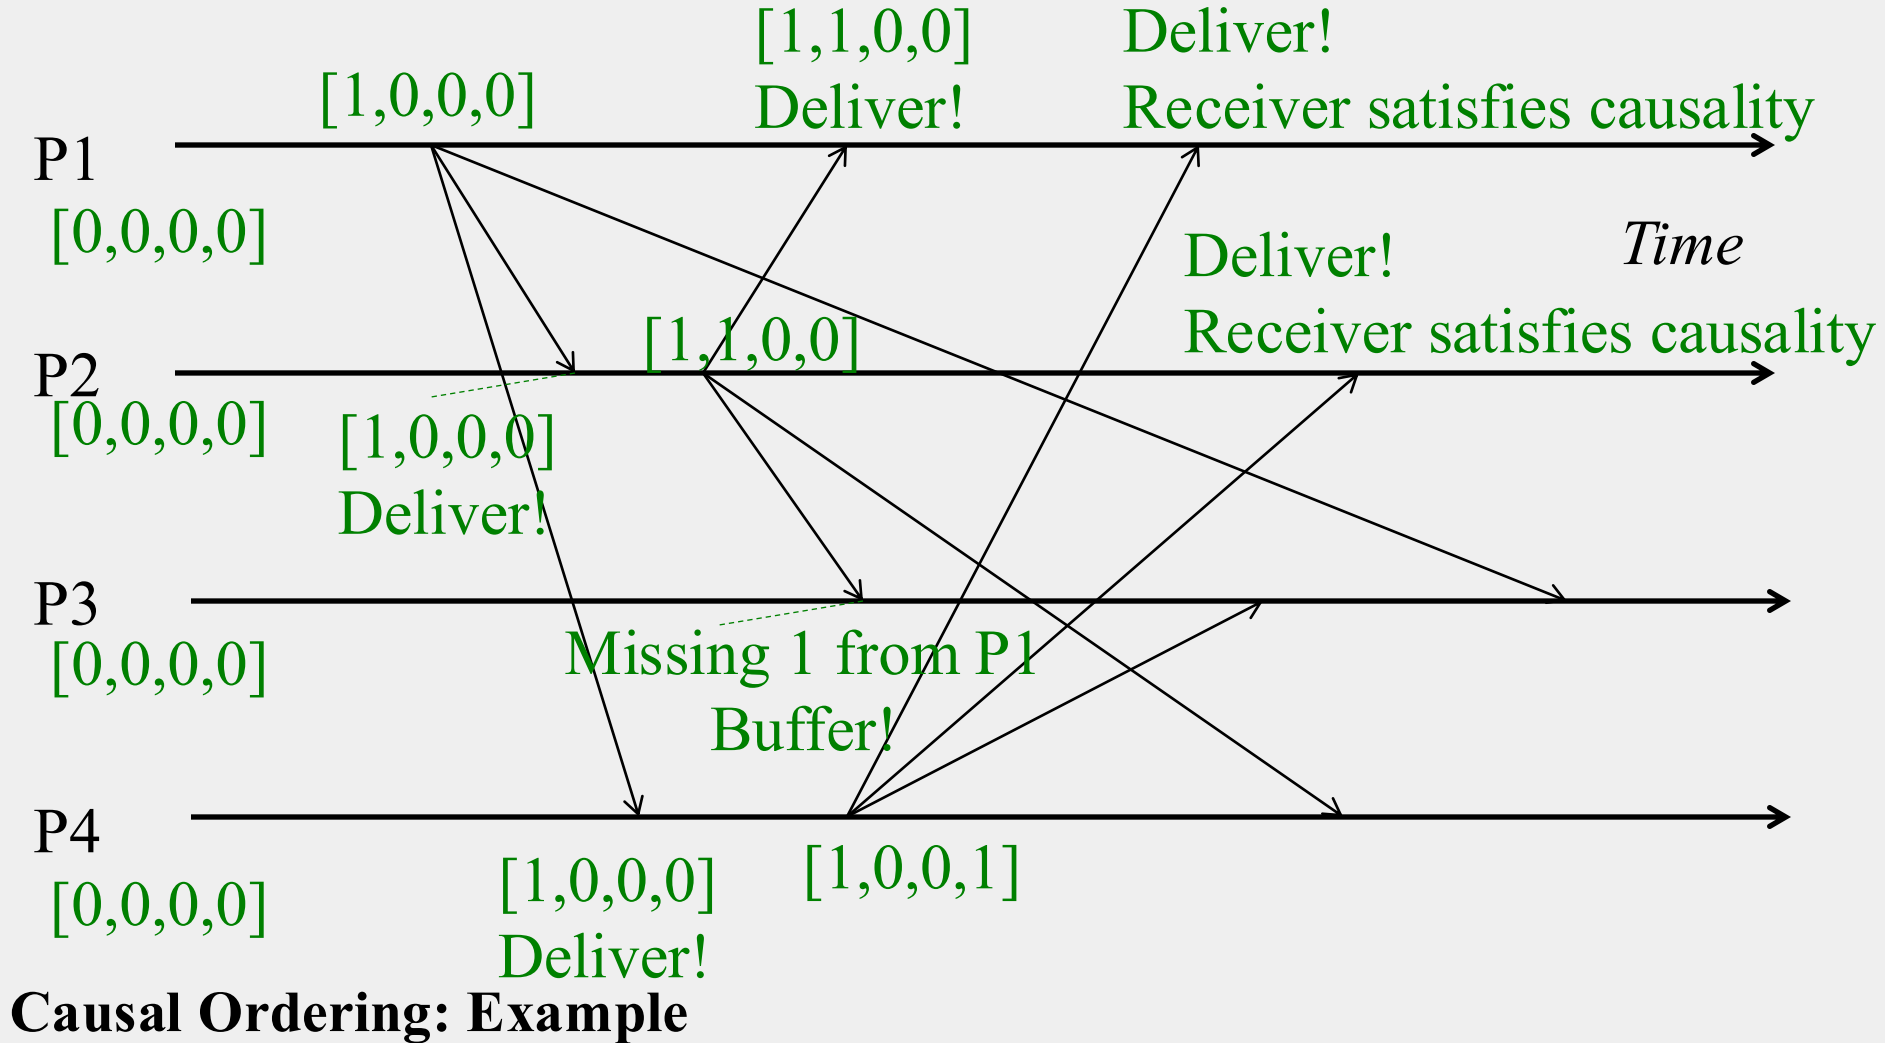 [1,1,0,0]
Deliver!
Deliver!
Receiver satisfies causality
[1,0,0,0]
P1
[0,0,0,0]
Time
Deliver!
Receiver satisfies causality
[1,1,0,0]
P2
[0,0,0,0]
[1,0,0,0]
Deliver!
P3
[0,0,0,0]
Missing 1 from P1
Buffer!
P4
[0,0,0,0]
[1,0,0,0]
Deliver!
[1,0,0,1]
Causal Ordering: Example